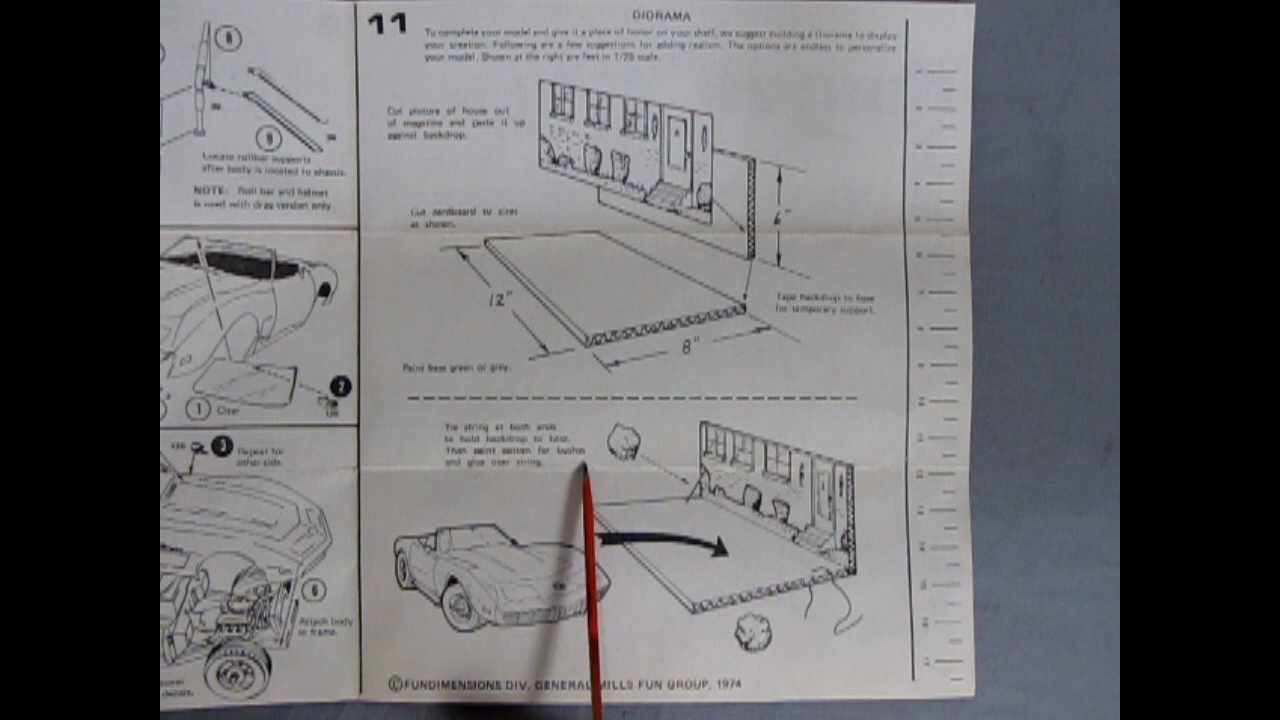 8
9
Locate rollbar supports
after body is located to chassis.
NOTE: Roll bar and helmet
is used with drag version only.
2
1 Clear
3 Repeat for
other side.
6
Attach body
to frame.
decals.
11
DIORAMA
To complete your model and give it a place of honor on your shelf, we suggest building a diorama to display
your creation. Following are a few suggestions for adding realism. The options are endless to personalize
your model. Shown at the right are feet in 1/25 scale.
Cut picture of house out
of magazine and paste it up
against backdrop.
6"
Cut cardboard to sizes
as shown.
12"
Tape backdrop to base
for temporary support.
8"
Paint base green or grey.
Tie string at both ends
to hold backdrop to base.
Then paint cotton for bushes
and glue over string.
©FUNDIMENSIONS DIV. GENERAL MILLS FUN GROUP, 1974